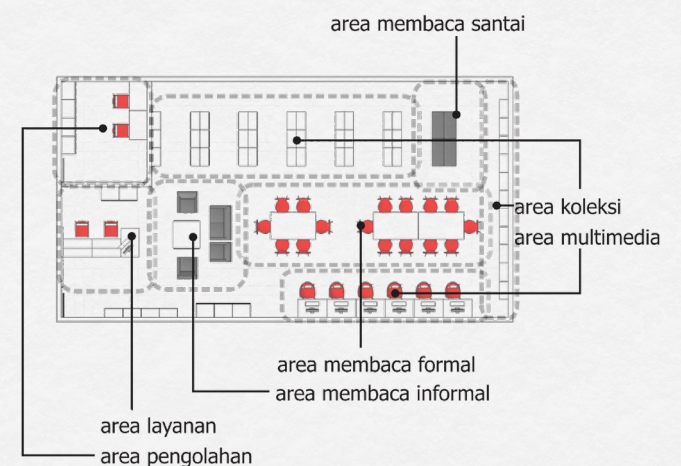 area membaca santai
area koleksi
area multimedia
area membaca formal
area membaca informal
area layanan
area pengolahan